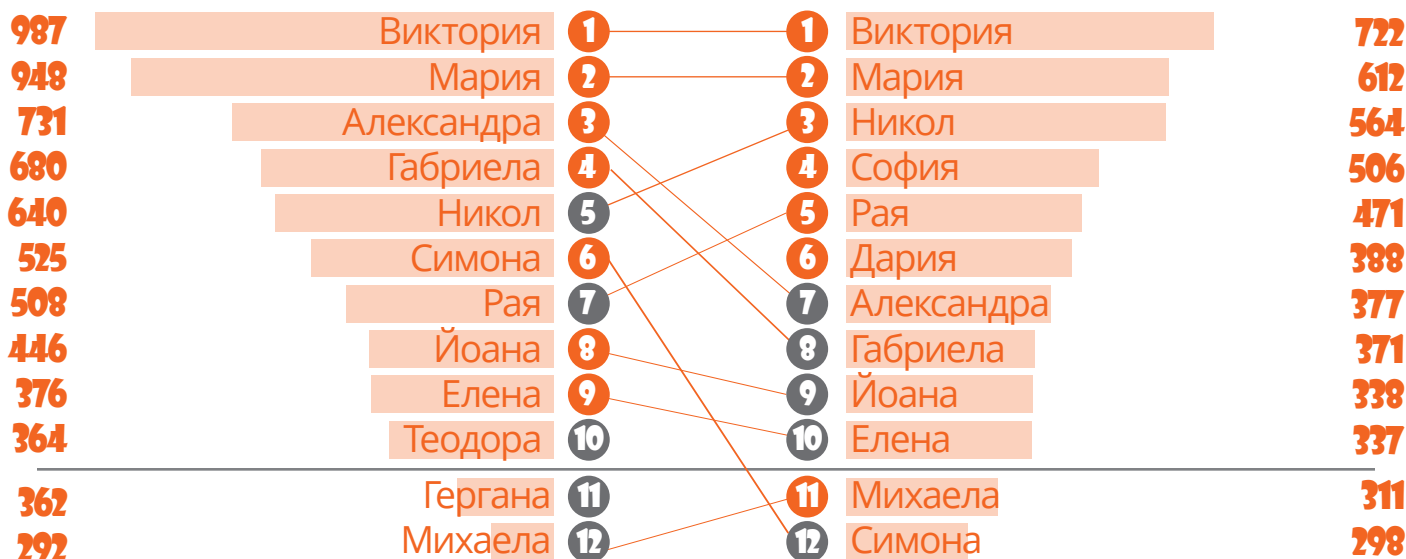 987 Виктория 1 1 Виктория 722
948 Мария 2 2 Мария 612
731 Александра 3 3 Никол 564
680 Габриела 4 4 София 506
640 Никол 5 5 Рая 471
525 Симона 6 6 Дария 388
508 Рая 7 7 Александра 377
446 Йоана 8 8 Габриела 371
376 Елена 9 9 Йоана 338
364 Теодора 10 10 Елена 337
362 Гергана 11 11 Михаела 311
292 Михаела 12 12 Симона 298